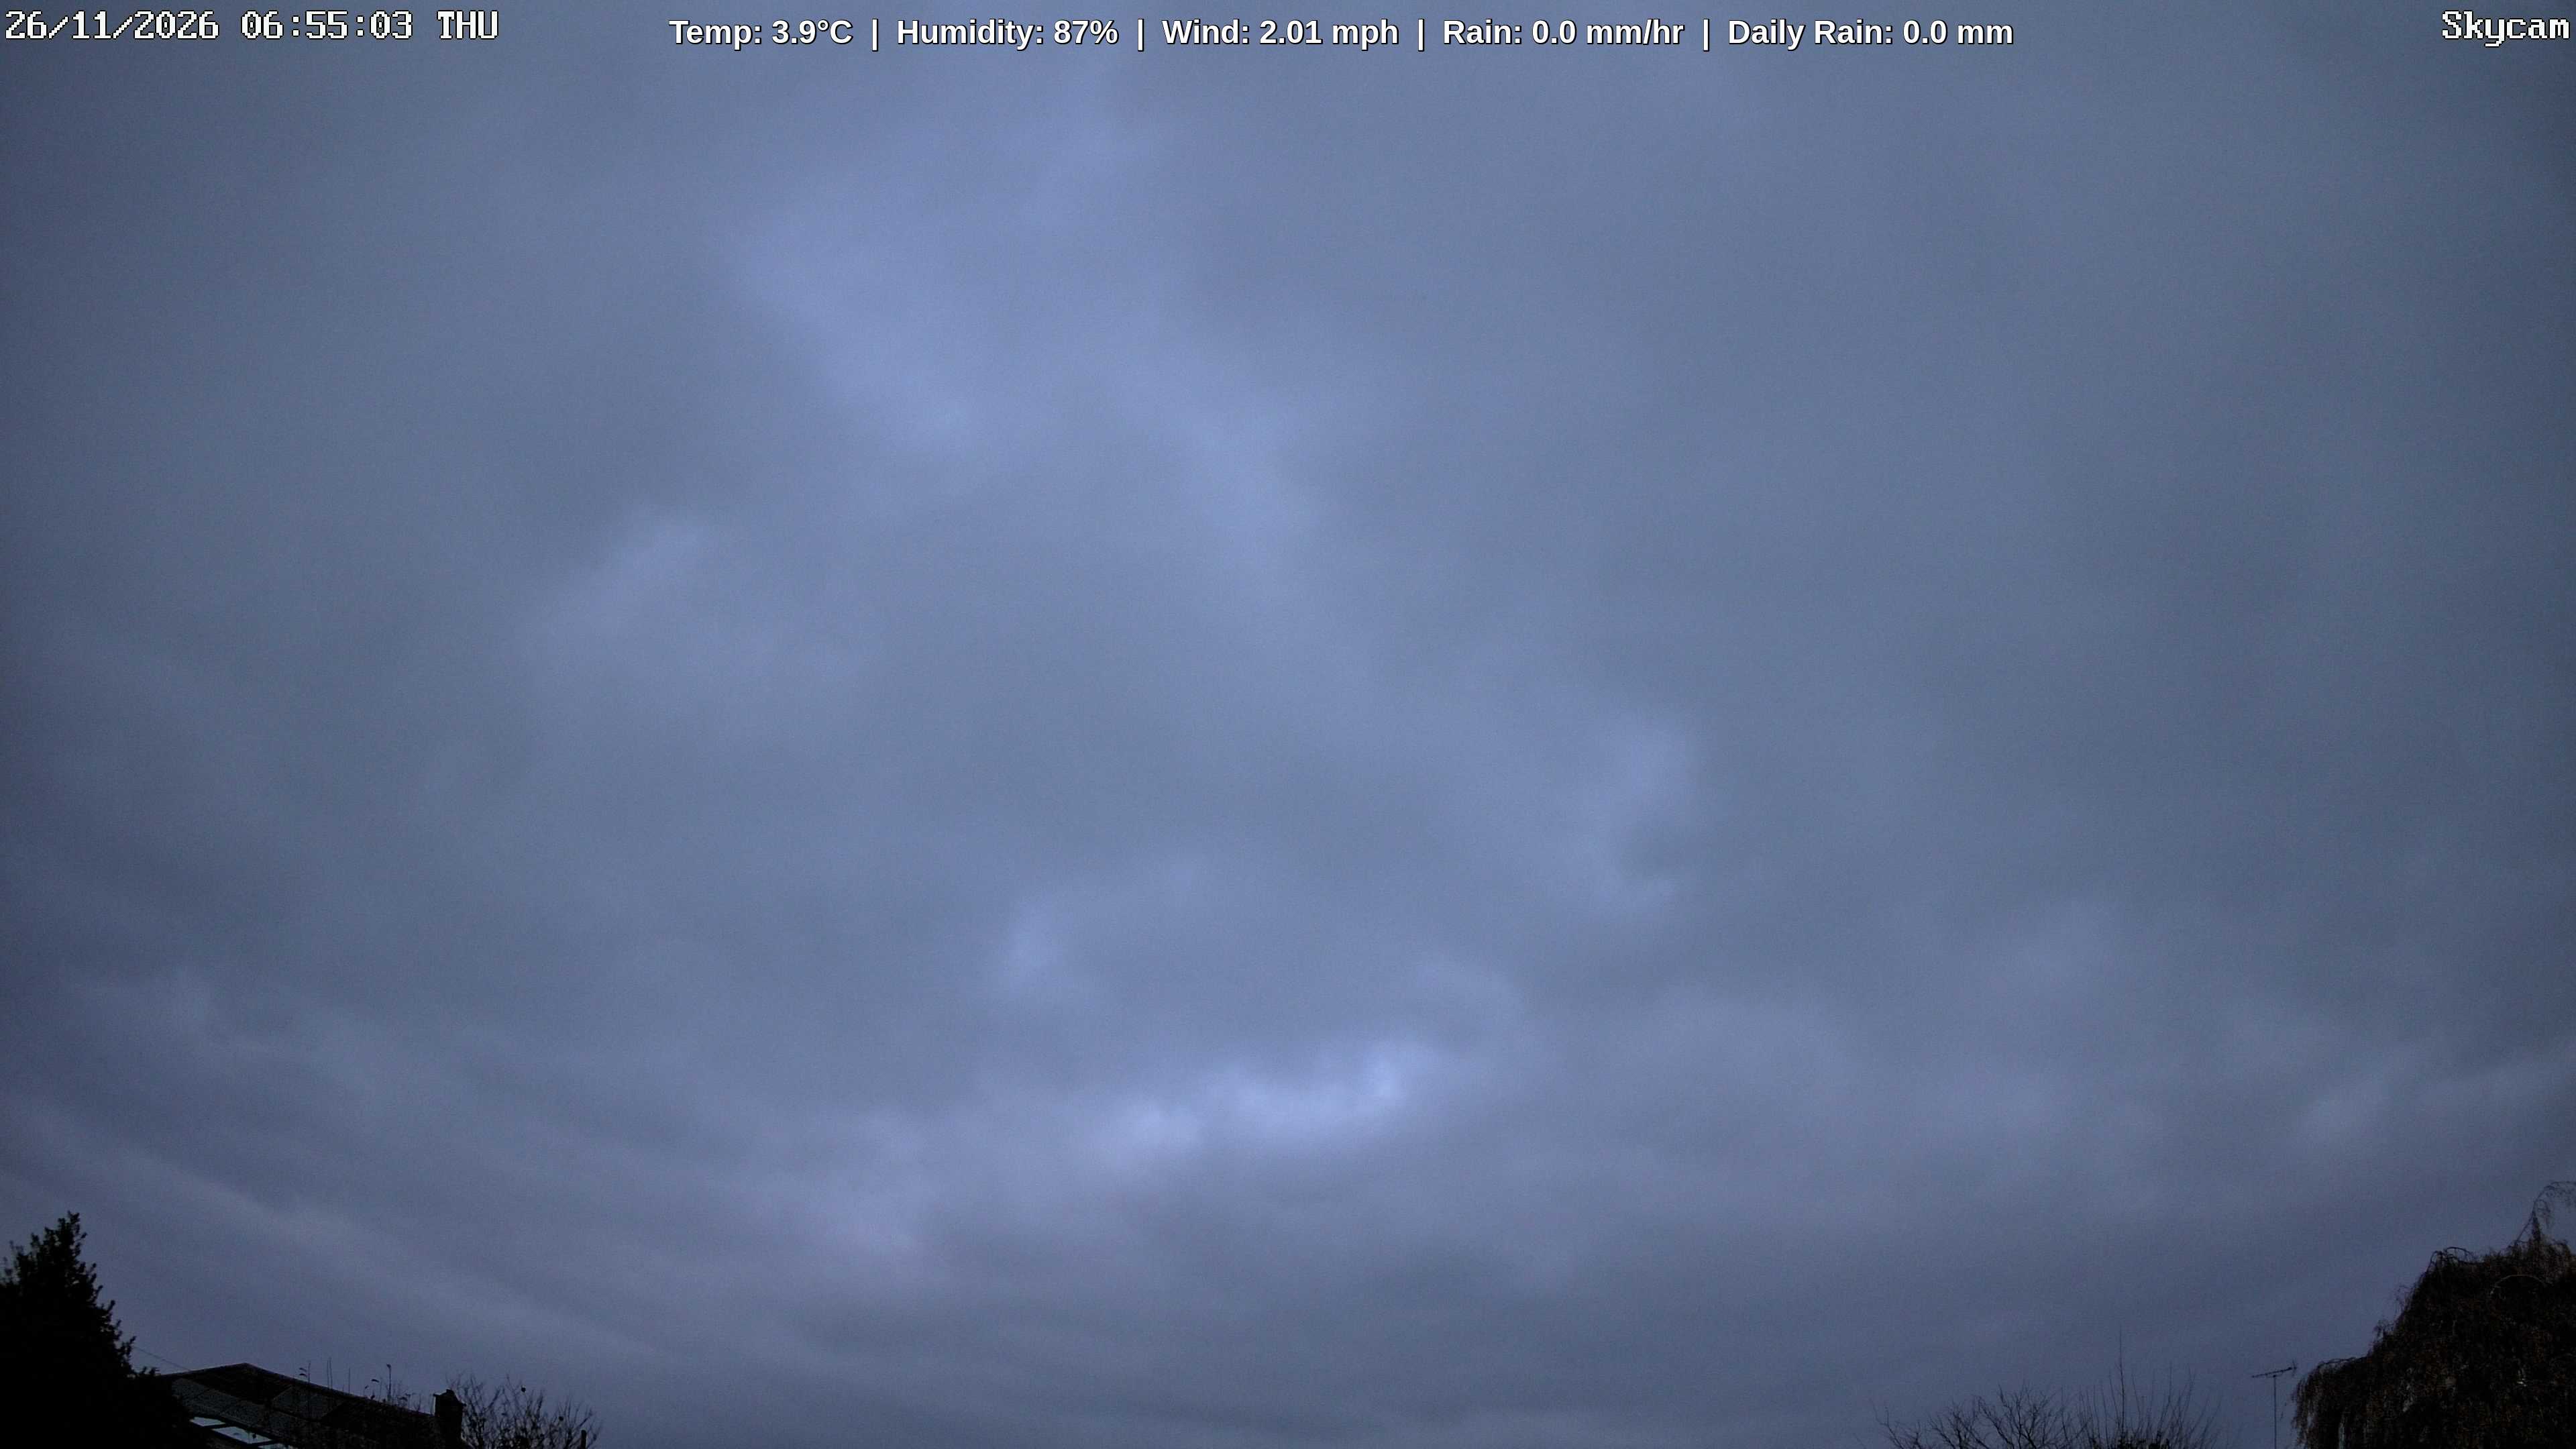 26/11/2026 06:55:03 THU
Temp: 3.9°C | Humidity: 87% | Wind: 2.01 mph | Rain: 0.0 mm/hr | Daily Rain: 0.0 mm
Skycam